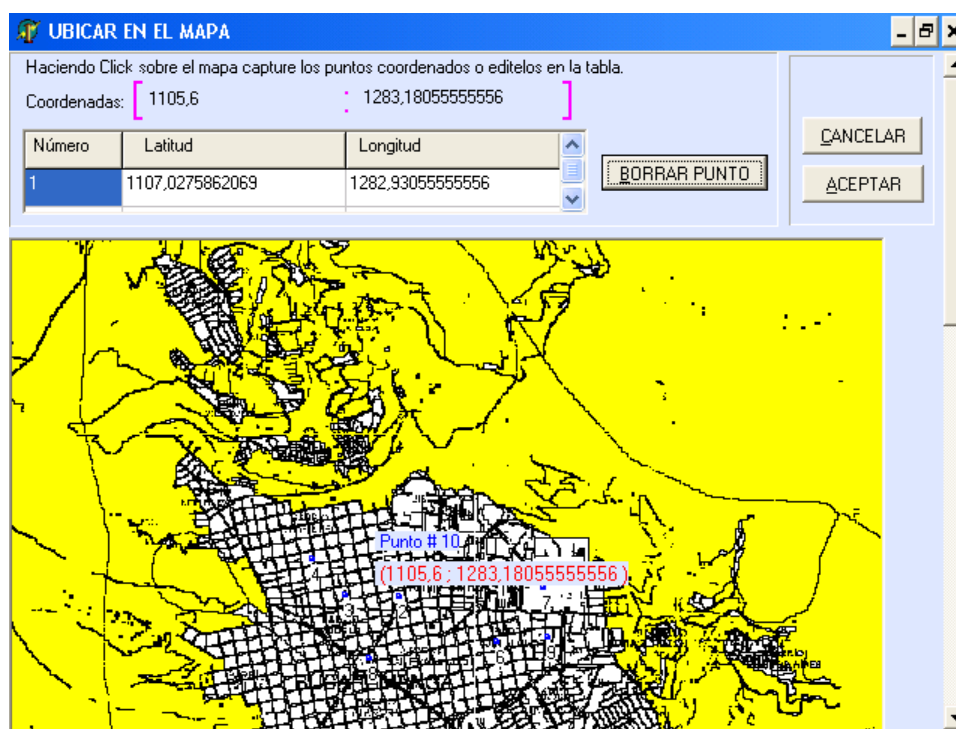 UBICAR EN EL MAPA
Haciendo Click sobre el mapa capture los puntos coordenados o editelos en la tabla.
Coordenadas: [ 1105,6 : 1283,18055555556 ]
CANCELAR
Número Latitud Longitud
1 1107,0275862069 1282,93055555556
BORRAR PUNTO
ACEPTAR
Punto # 10
(1105,6 ; 1283,18055555556 )
4
3
2
7
6
9
8